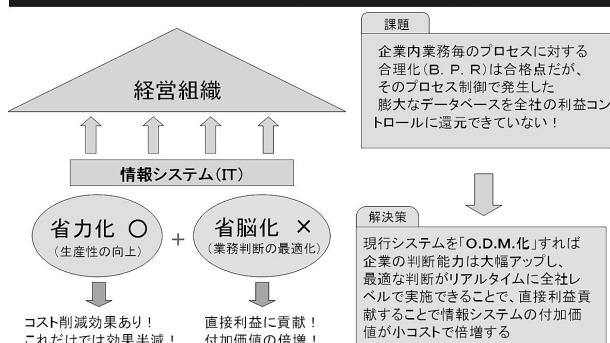 経営組織
情報システム(IT)
省力化 ○
(生産性の向上)
+
省脳化 ×
(業務判断の最適化)
コスト削減効果あり！
これだけでは効果半減！
直接利益に貢献！
付加価値の倍増！
課題
企業内業務毎のプロセスに対する
合理化(B. P. R)は合格点だが、
そのプロセス制御で発生した
膨大なデータベースを全社の利益コン
トロールに還元できていない！
解決策
現行システムを「O.D.M.化」すれば
企業の判断能力は大幅アップし、
最適な判断がリアルタイムに全社レ
ベルで実施できることで、直接利益貢
献することで情報システムの付加価
値が小コストで倍増する